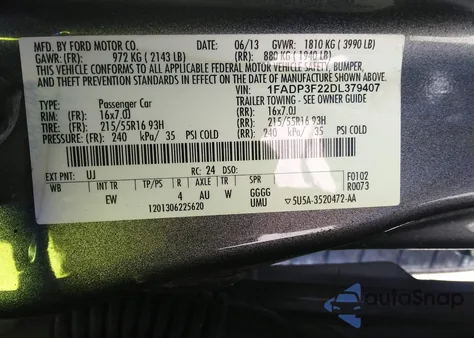 MFD. BY FORD MOTOR CO. DATE: 06/13 GVWR: 1810 KG ( 3990 LB)
GAWR: (FR): 972 KG ( 2143 LB) (RR): 880 KG ( 1940 LB)
THIS VEHICLE CONFORMS TO ALL APPLICABLE FEDERAL MOTOR VEHICLE SAFETY, BUMPER,
AND THEFT PREVENTION STANDARDS IN EFFECT ON THE DATE OF MANUFACTURE SHOWN ABOVE.
VIN: 1FADP3F22DL379407
TYPE: Passenger Car TRAILER TOWING - SEE OWNERS GUIDE
RIM: (FR): 16x7.0J (RR): 16x7.0J
TIRE: (FR): 215/55R16 93H (RR): 215/55R16 93H
PRESSURE: (FR): 240 kPa/ 35 PSI COLD (RR): 240 kPa/ 35 PSI COLD
EXT PNT: UJ RC: 24 DSO: F0102
WB INT TR TP/PS R AXLE TR SPR R0073
EW 4 AU W GGGG
UMU
1201306225620 5U5A-3520472-AA
autoSnap